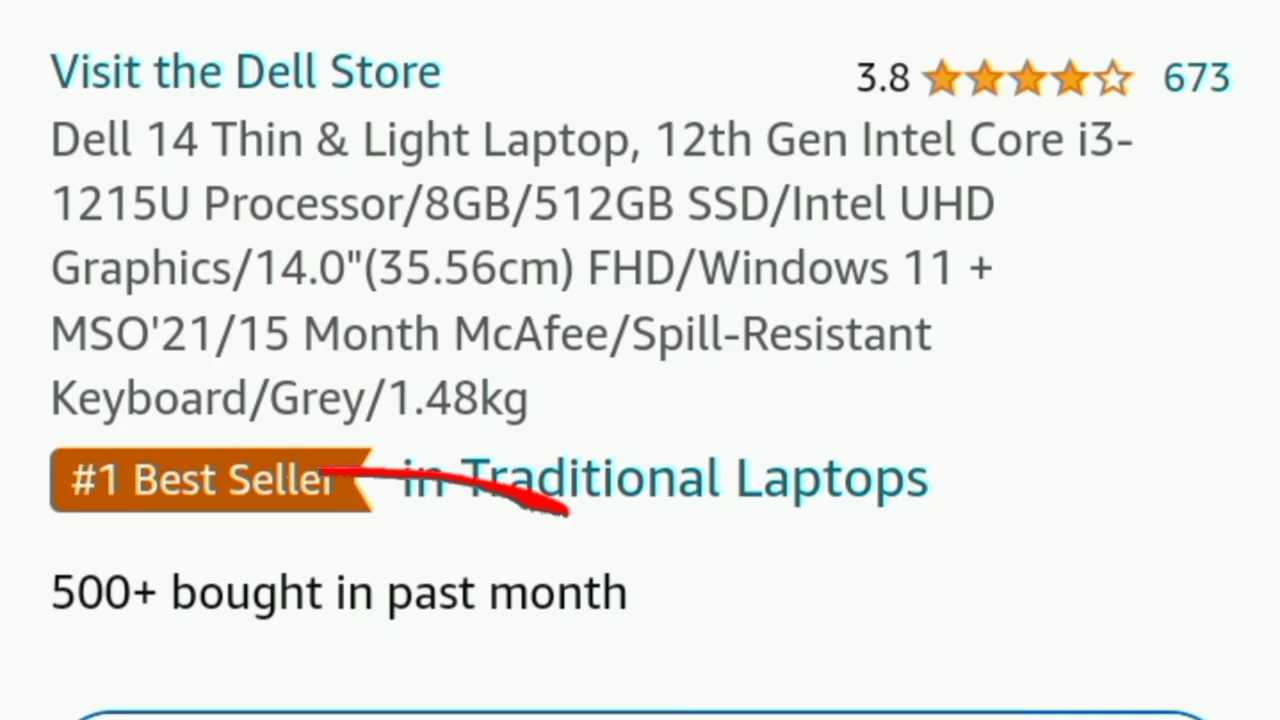 Visit the Dell Store
3.8 673
Dell 14 Thin & Light Laptop, 12th Gen Intel Core i3-
1215U Processor/8GB/512GB SSD/Intel UHD
Graphics/14.0"(35.56cm) FHD/Windows 11 +
MSO'21/15 Month McAfee/Spill-Resistant
Keyboard/Grey/1.48kg
#1 Best Seller in Traditional Laptops
500+ bought in past month